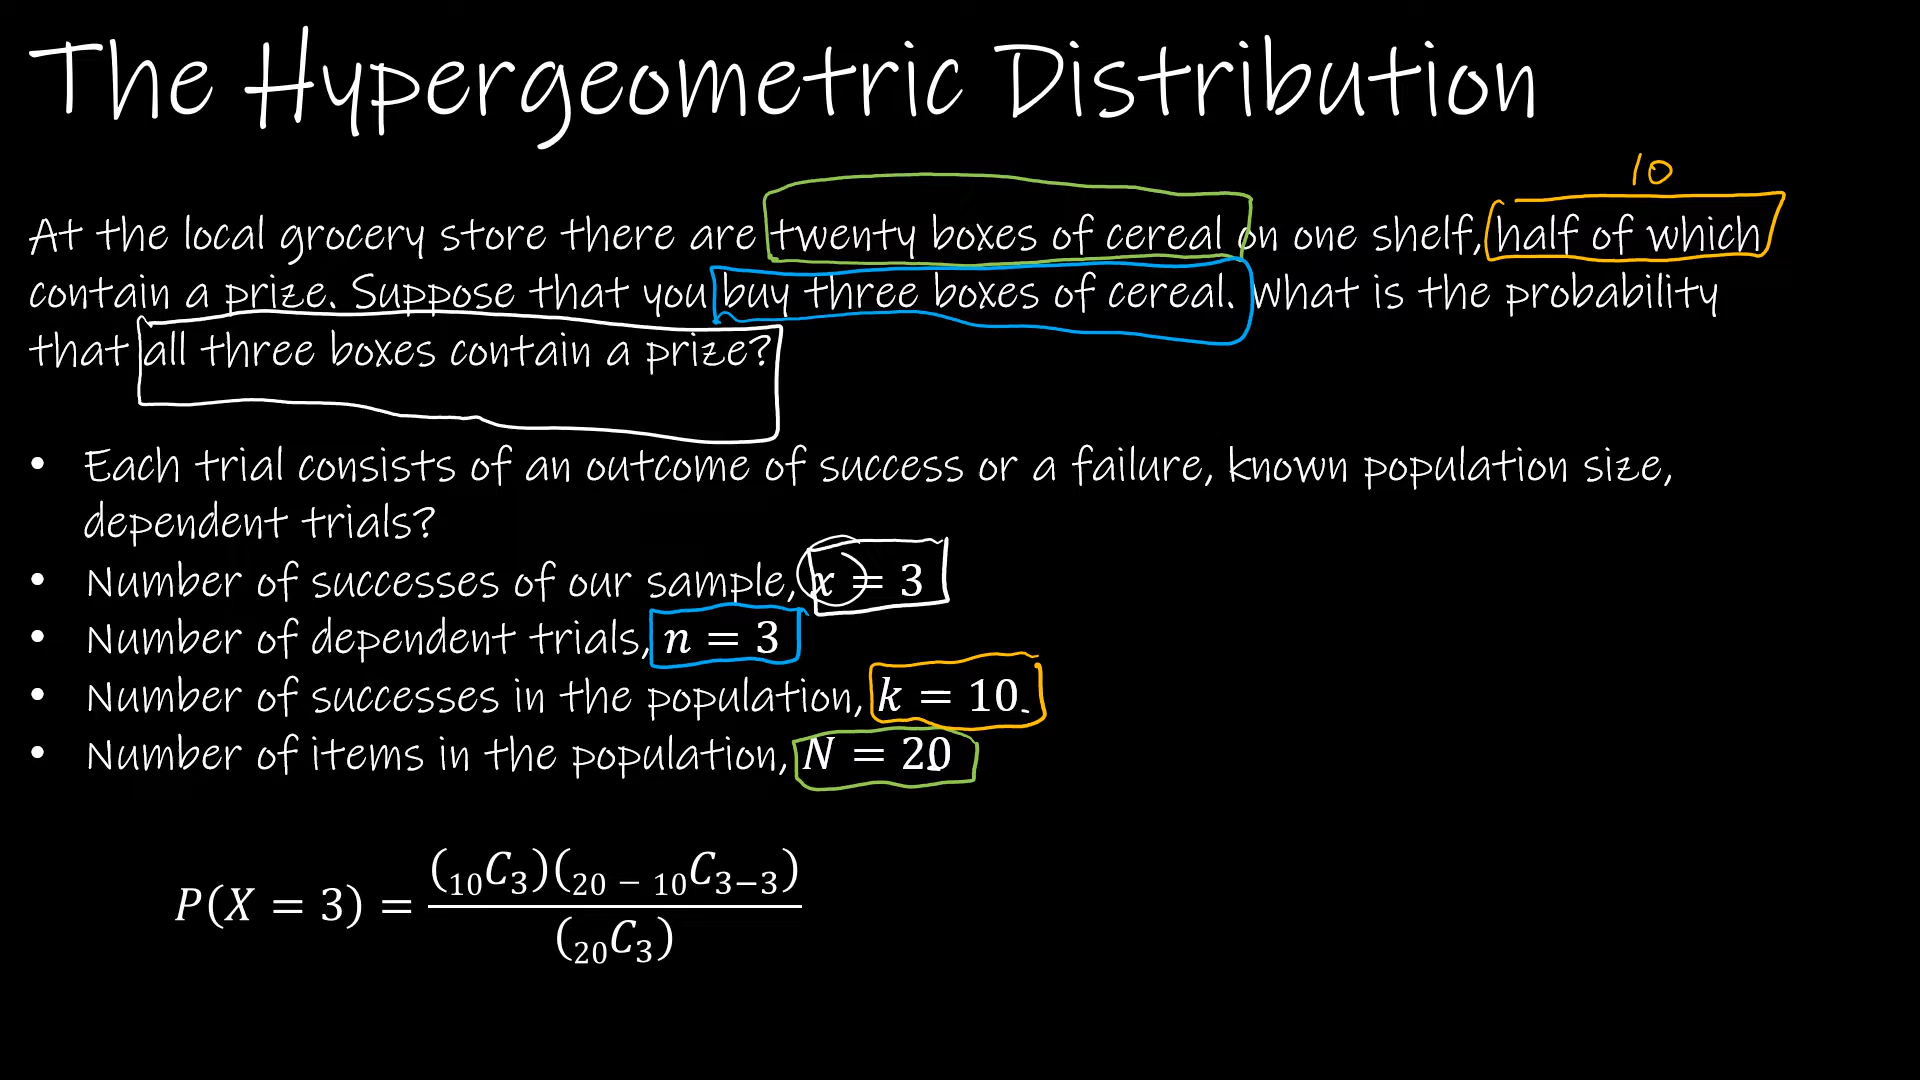 The Hypergeometric Distribution
10
At the local grocery store there are twenty boxes of cereal on one shelf, half of which
contain a prize. Suppose that you buy three boxes of cereal. What is the probability
that all three boxes contain a prize?
• Each trial consists of an outcome of success or a failure, known population size,
dependent trials?
• Number of successes of our sample, x = 3
• Number of dependent trials, n = 3
• Number of successes in the population, k = 10
• Number of items in the population, N = 20
P(X = 3) = (₁₀C₃)(₂₀ ₋ ₁₀C₃₋₃)
(₂₀C₃)